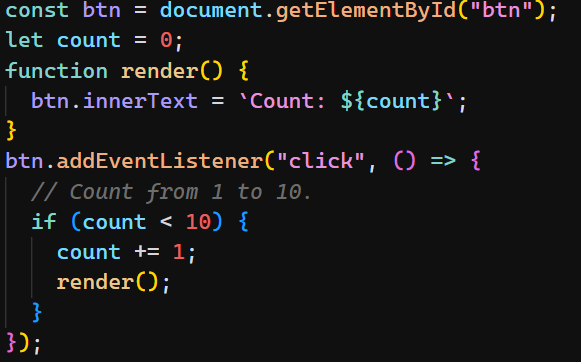 const btn = document.getElementById("btn");
let count = 0;
function render() {
  btn.innerText = `Count: ${count}`;
}
btn.addEventListener("click", () => {
  // Count from 1 to 10.
  if (count < 10) {
    count += 1;
    render();
  }
});